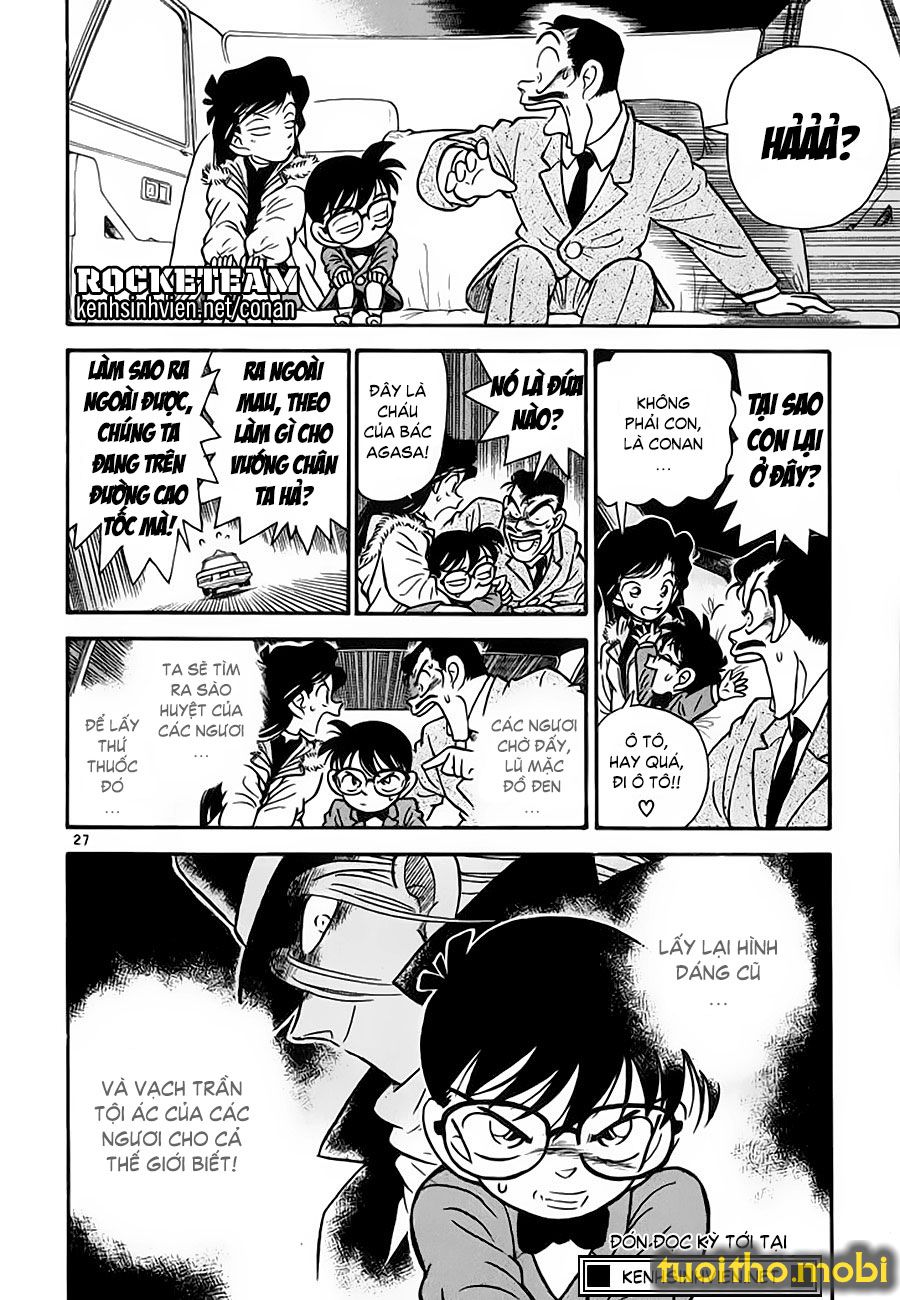 HẢẢẢ?
ROCKETEAM
kenhsinhvien.net/conan
TẠI SAO
CON LẠI
Ở ĐÂY?
KHÔNG
PHẢI CON,
LÀ CONAN
...
Ô TÔ,
HAY QUÁ,
ĐI Ô TÔ!!
♡
NÓ LÀ ĐỨA
NÀO?
ĐÂY LÀ
CHÁU
CỦA BÁC
AGASA!
RA NGOÀI
MAU, THEO
LÀM GÌ CHO
VƯỚNG CHÂN
TA HẢ?
LÀM SAO RA
NGOÀI ĐƯỢC,
CHÚNG TA
ĐANG TRÊN
ĐƯỜNG CAO
TỐC MÀ!
CÁC NGƯƠI
CHỜ ĐẤY,
LŨ MẶC
ĐỒ ĐEN
...
TA SẼ TÌM
RA SÀO
HUYỆT CỦA
CÁC NGƯƠI
...
ĐỂ LẤY
THỨ
THUỐC
ĐÓ
...
27
LẤY LẠI HÌNH
DÁNG CŨ
...
VÀ VẠCH TRẦN
TỘI ÁC CỦA CÁC
NGƯƠI CHO CẢ
THẾ GIỚI BIẾT!
ĐÓN ĐỌC KỲ TỚI TẠI
KENHSINHVIEN.NET
tuoitho.mobi